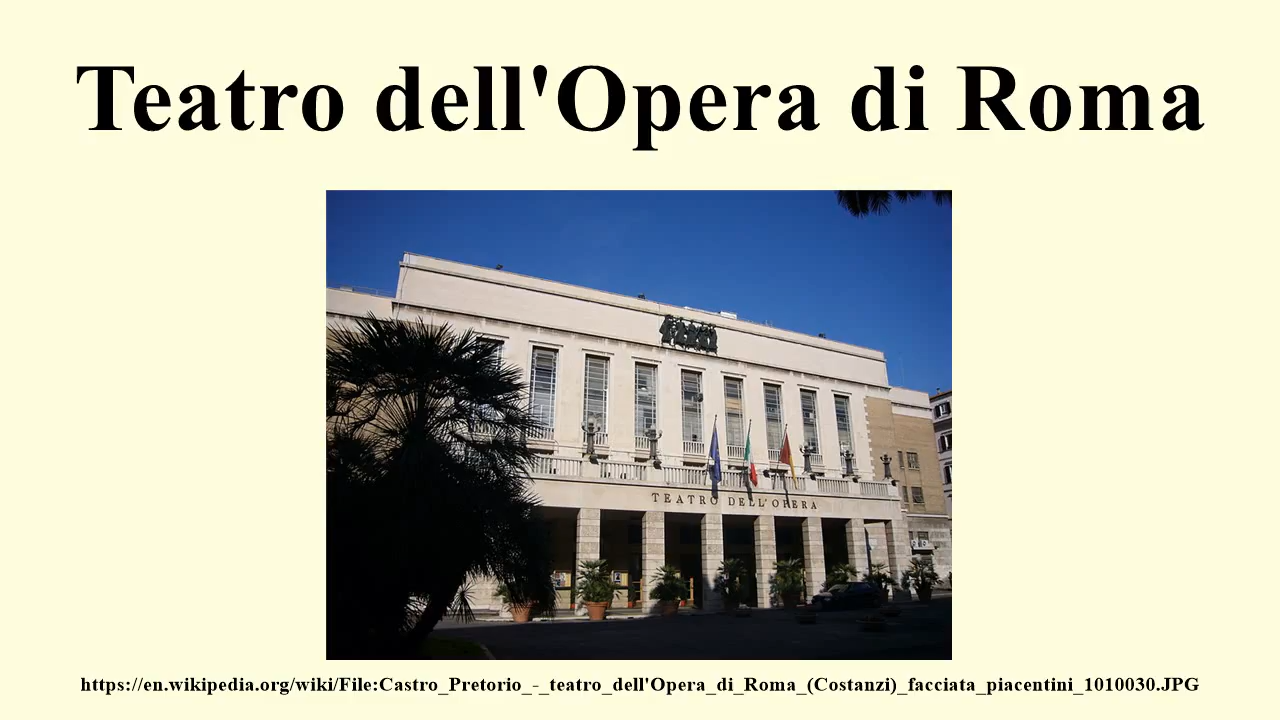 Teatro dell'Opera di Roma
TEATRO DELL'OPERA
https://en.wikipedia.org/wiki/File:Castro_Pretorio_-_teatro_dell'Opera_di_Roma_(Costanzi)_facciata_piacentini_1010030.JPG